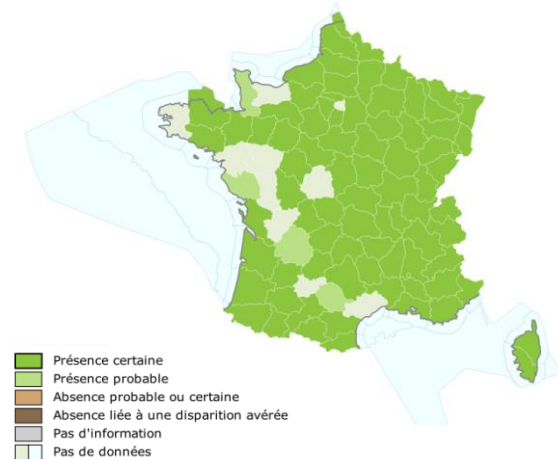 Présence certaine
Présence probable
Absence probable ou certaine
Absence liée à une disparition avérée
Pas d'information
Pas de données